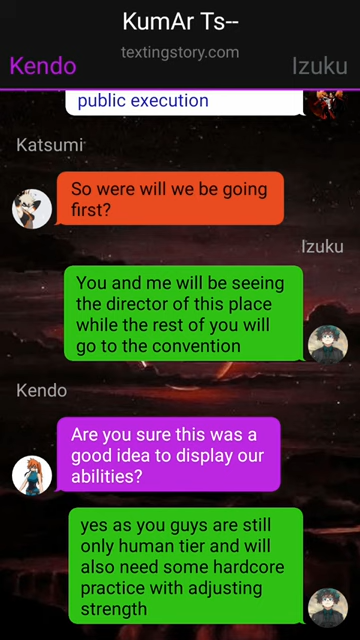 KumAr Ts--
textingstory.com
Kendo
Izuku
public execution
Katsumi
So were will we be going
first?
Izuku
You and me will be seeing
the director of this place
while the rest of you will
go to the convention
Kendo
Are you sure this was a
good idea to display our
abilities?
yes as you guys are still
only human tier and will
also need some hardcore
practice with adjusting
strength